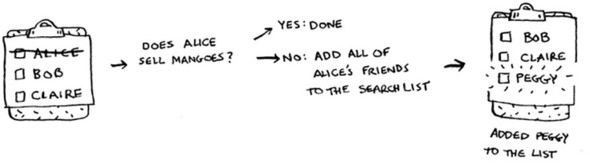 ALICE
BOB
CLAIRE
DOES ALICE
SELL MANGOES?
YES: DONE
NO: ADD ALL OF
ALICE'S FRIENDS
TO THE SEARCH LIST
BOB
CLAIRE
PEGGY
ADDED PEGGY
TO THE LIST